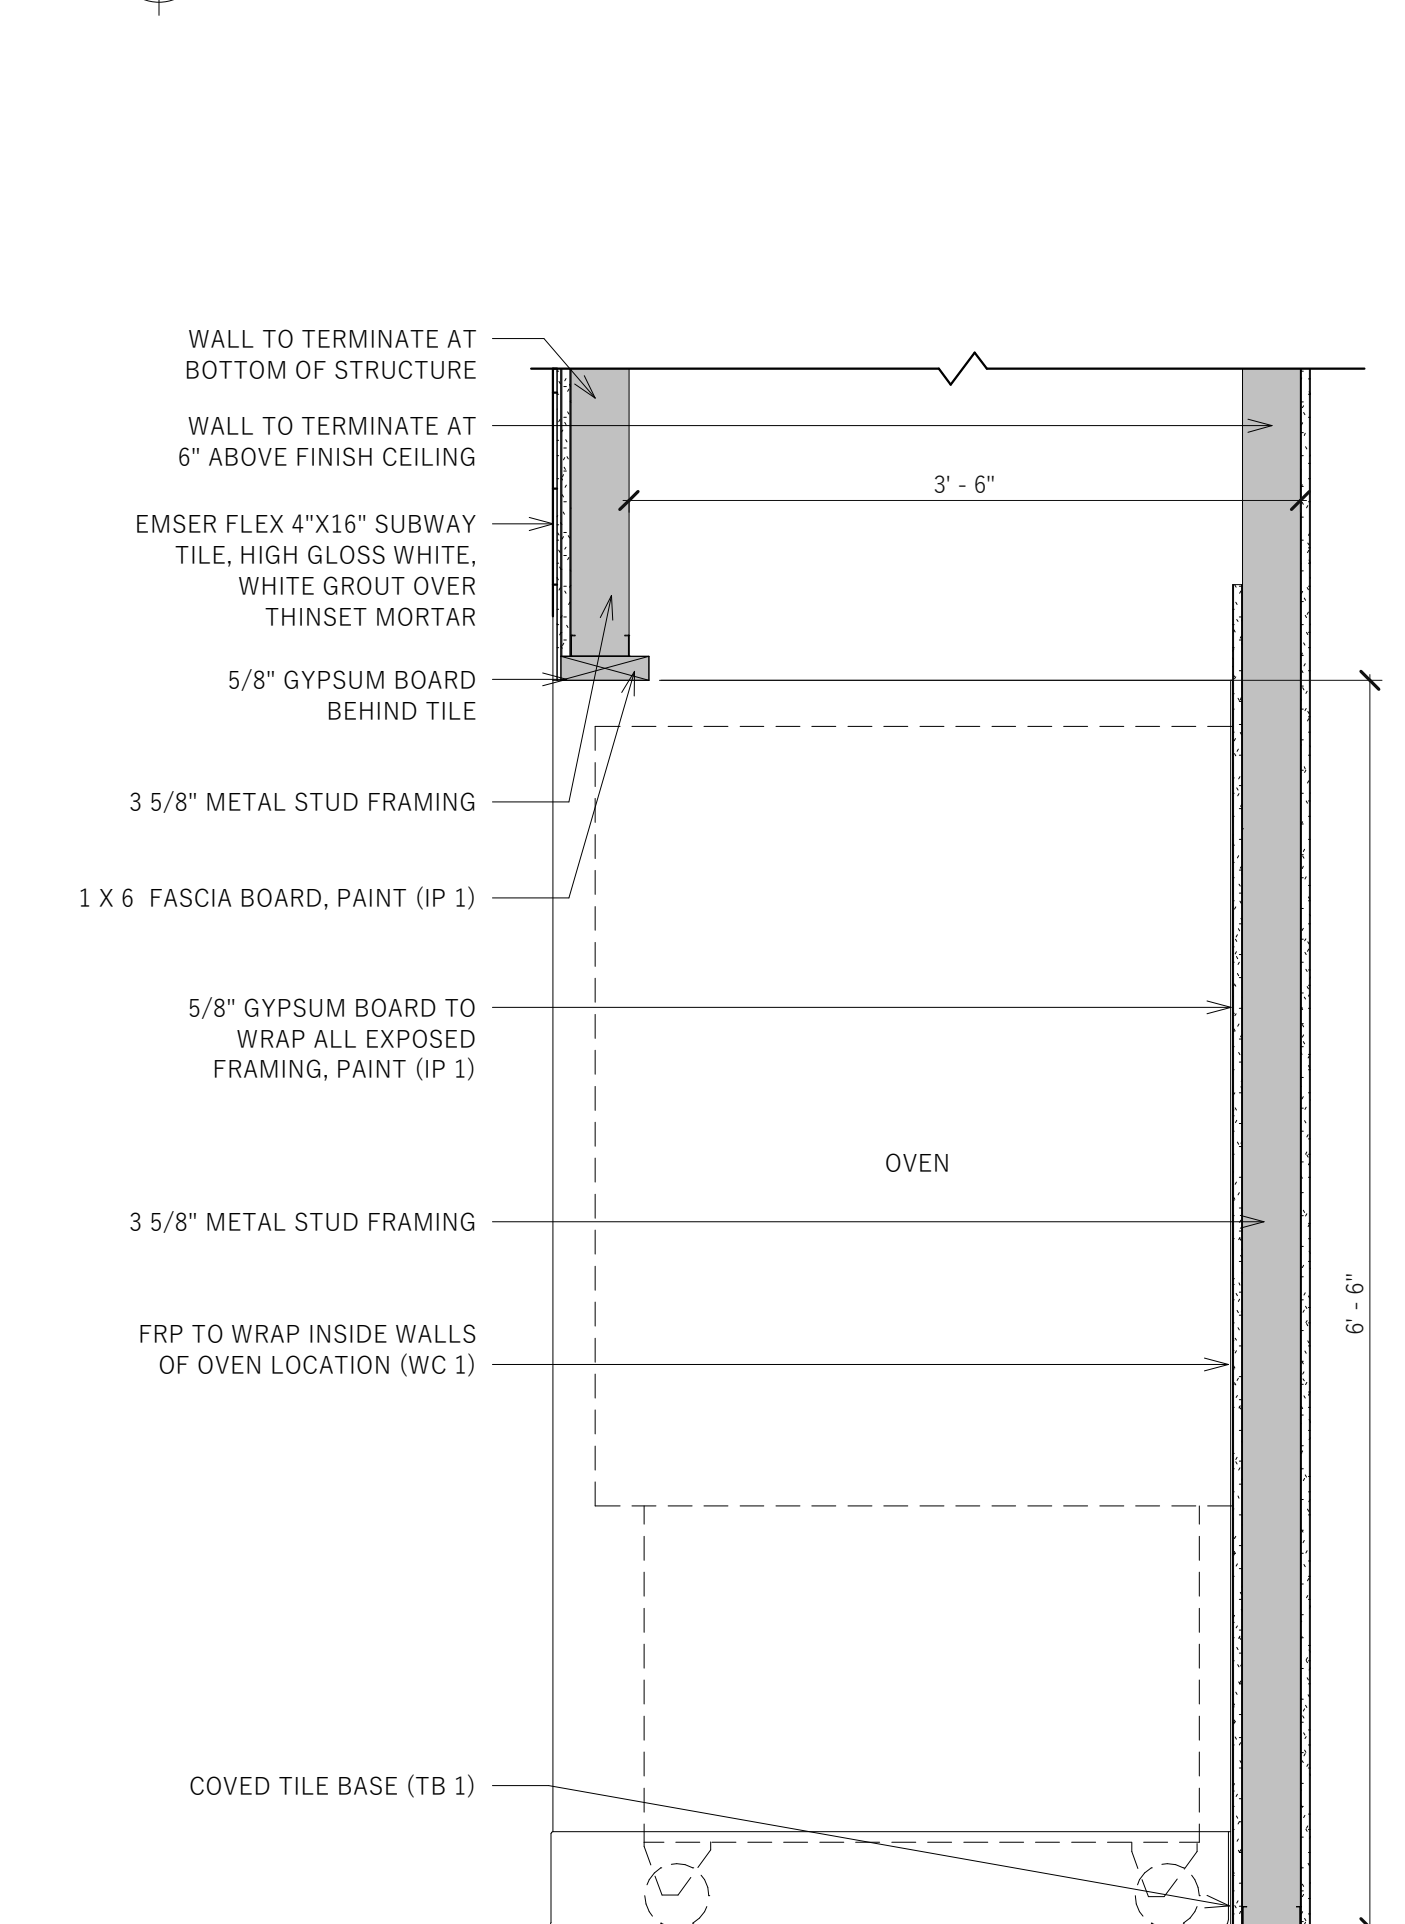 WALL TO TERMINATE AT
BOTTOM OF STRUCTURE
WALL TO TERMINATE AT
6" ABOVE FINISH CEILING
3' - 6"
EMSER FLEX 4"X16" SUBWAY
TILE, HIGH GLOSS WHITE,
WHITE GROUT OVER
THINSET MORTAR
5/8" GYPSUM BOARD
BEHIND TILE
3 5/8" METAL STUD FRAMING
1 X 6  FASCIA BOARD, PAINT (IP 1)
5/8" GYPSUM BOARD TO
WRAP ALL EXPOSED
FRAMING, PAINT (IP 1)
OVEN
3 5/8" METAL STUD FRAMING
6' - 6"
FRP TO WRAP INSIDE WALLS
OF OVEN LOCATION (WC 1)
COVED TILE BASE (TB 1)